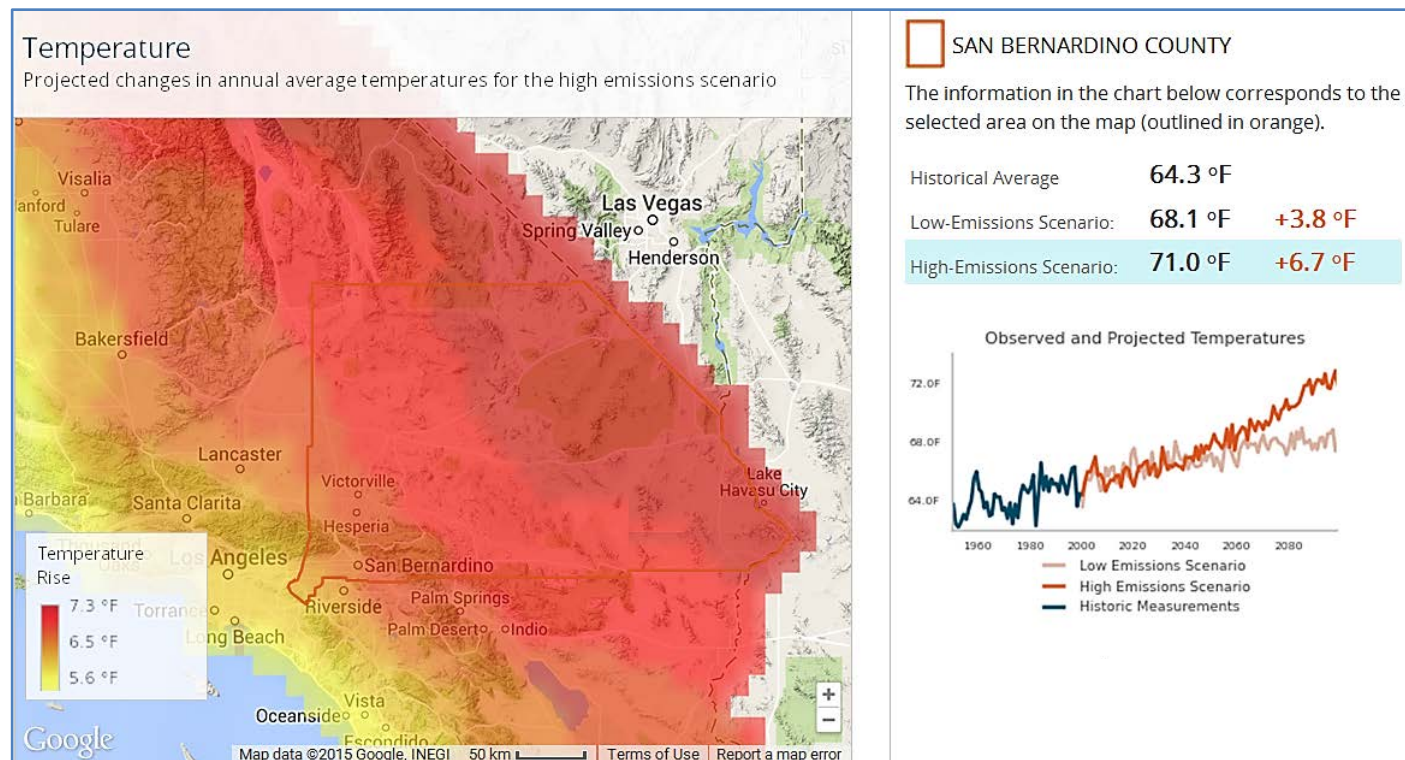 Temperature
Projected changes in annual average temperatures for the high emissions scenario
Visalia
anford
Tulare
Las Vegas
Spring Valley
Henderson
Bakersfield
Lancaster
Lake
Havasu City
Victorville
Barbara
Santa Clarita
Hesperia
Thousand
Oaks
Los Angeles
San Bernardino
Riverside
Palm Springs
Torrance
Palm Desert
Indio
Long Beach
Vista
Oceanside
Escondido
Temperature
Rise
7.3 °F
6.5 °F
5.6 °F
+
−
Google
Map data ©2015 Google, INEGI 50 km Terms of Use Report a map error
SAN BERNARDINO COUNTY
The information in the chart below corresponds to the
selected area on the map (outlined in orange).
Historical Average 64.3 °F
Low-Emissions Scenario: 68.1 °F +3.8 °F
High-Emissions Scenario: 71.0 °F +6.7 °F
Observed and Projected Temperatures
72.0F
68.0F
64.0F
1960 1980 2000 2020 2040 2060 2080
Low Emissions Scenario
High Emissions Scenario
Historic Measurements